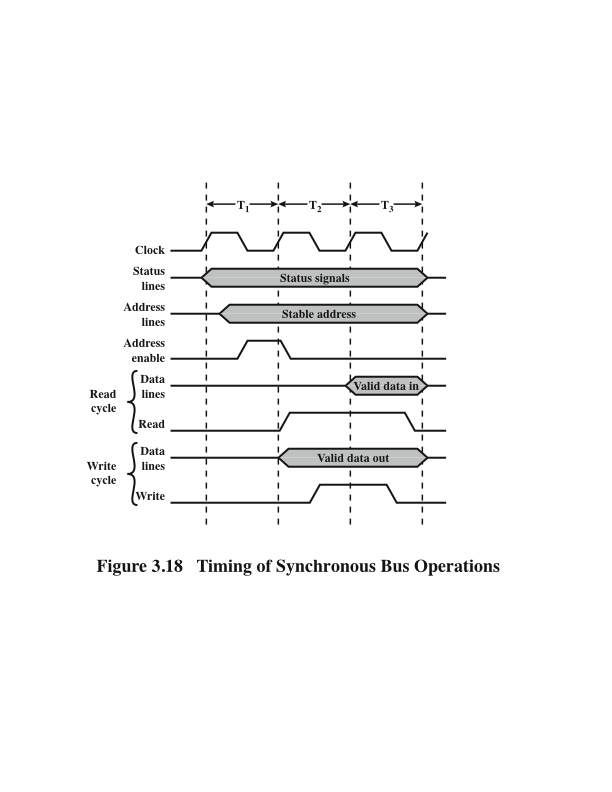 T1 T2 T3
Clock
Status
lines
Status signals
Address
lines
Stable address
Address
enable
Read
cycle
Data
lines
Valid data in
Read
Write
cycle
Data
lines
Valid data out
Write
Figure 3.18 Timing of Synchronous Bus Operations